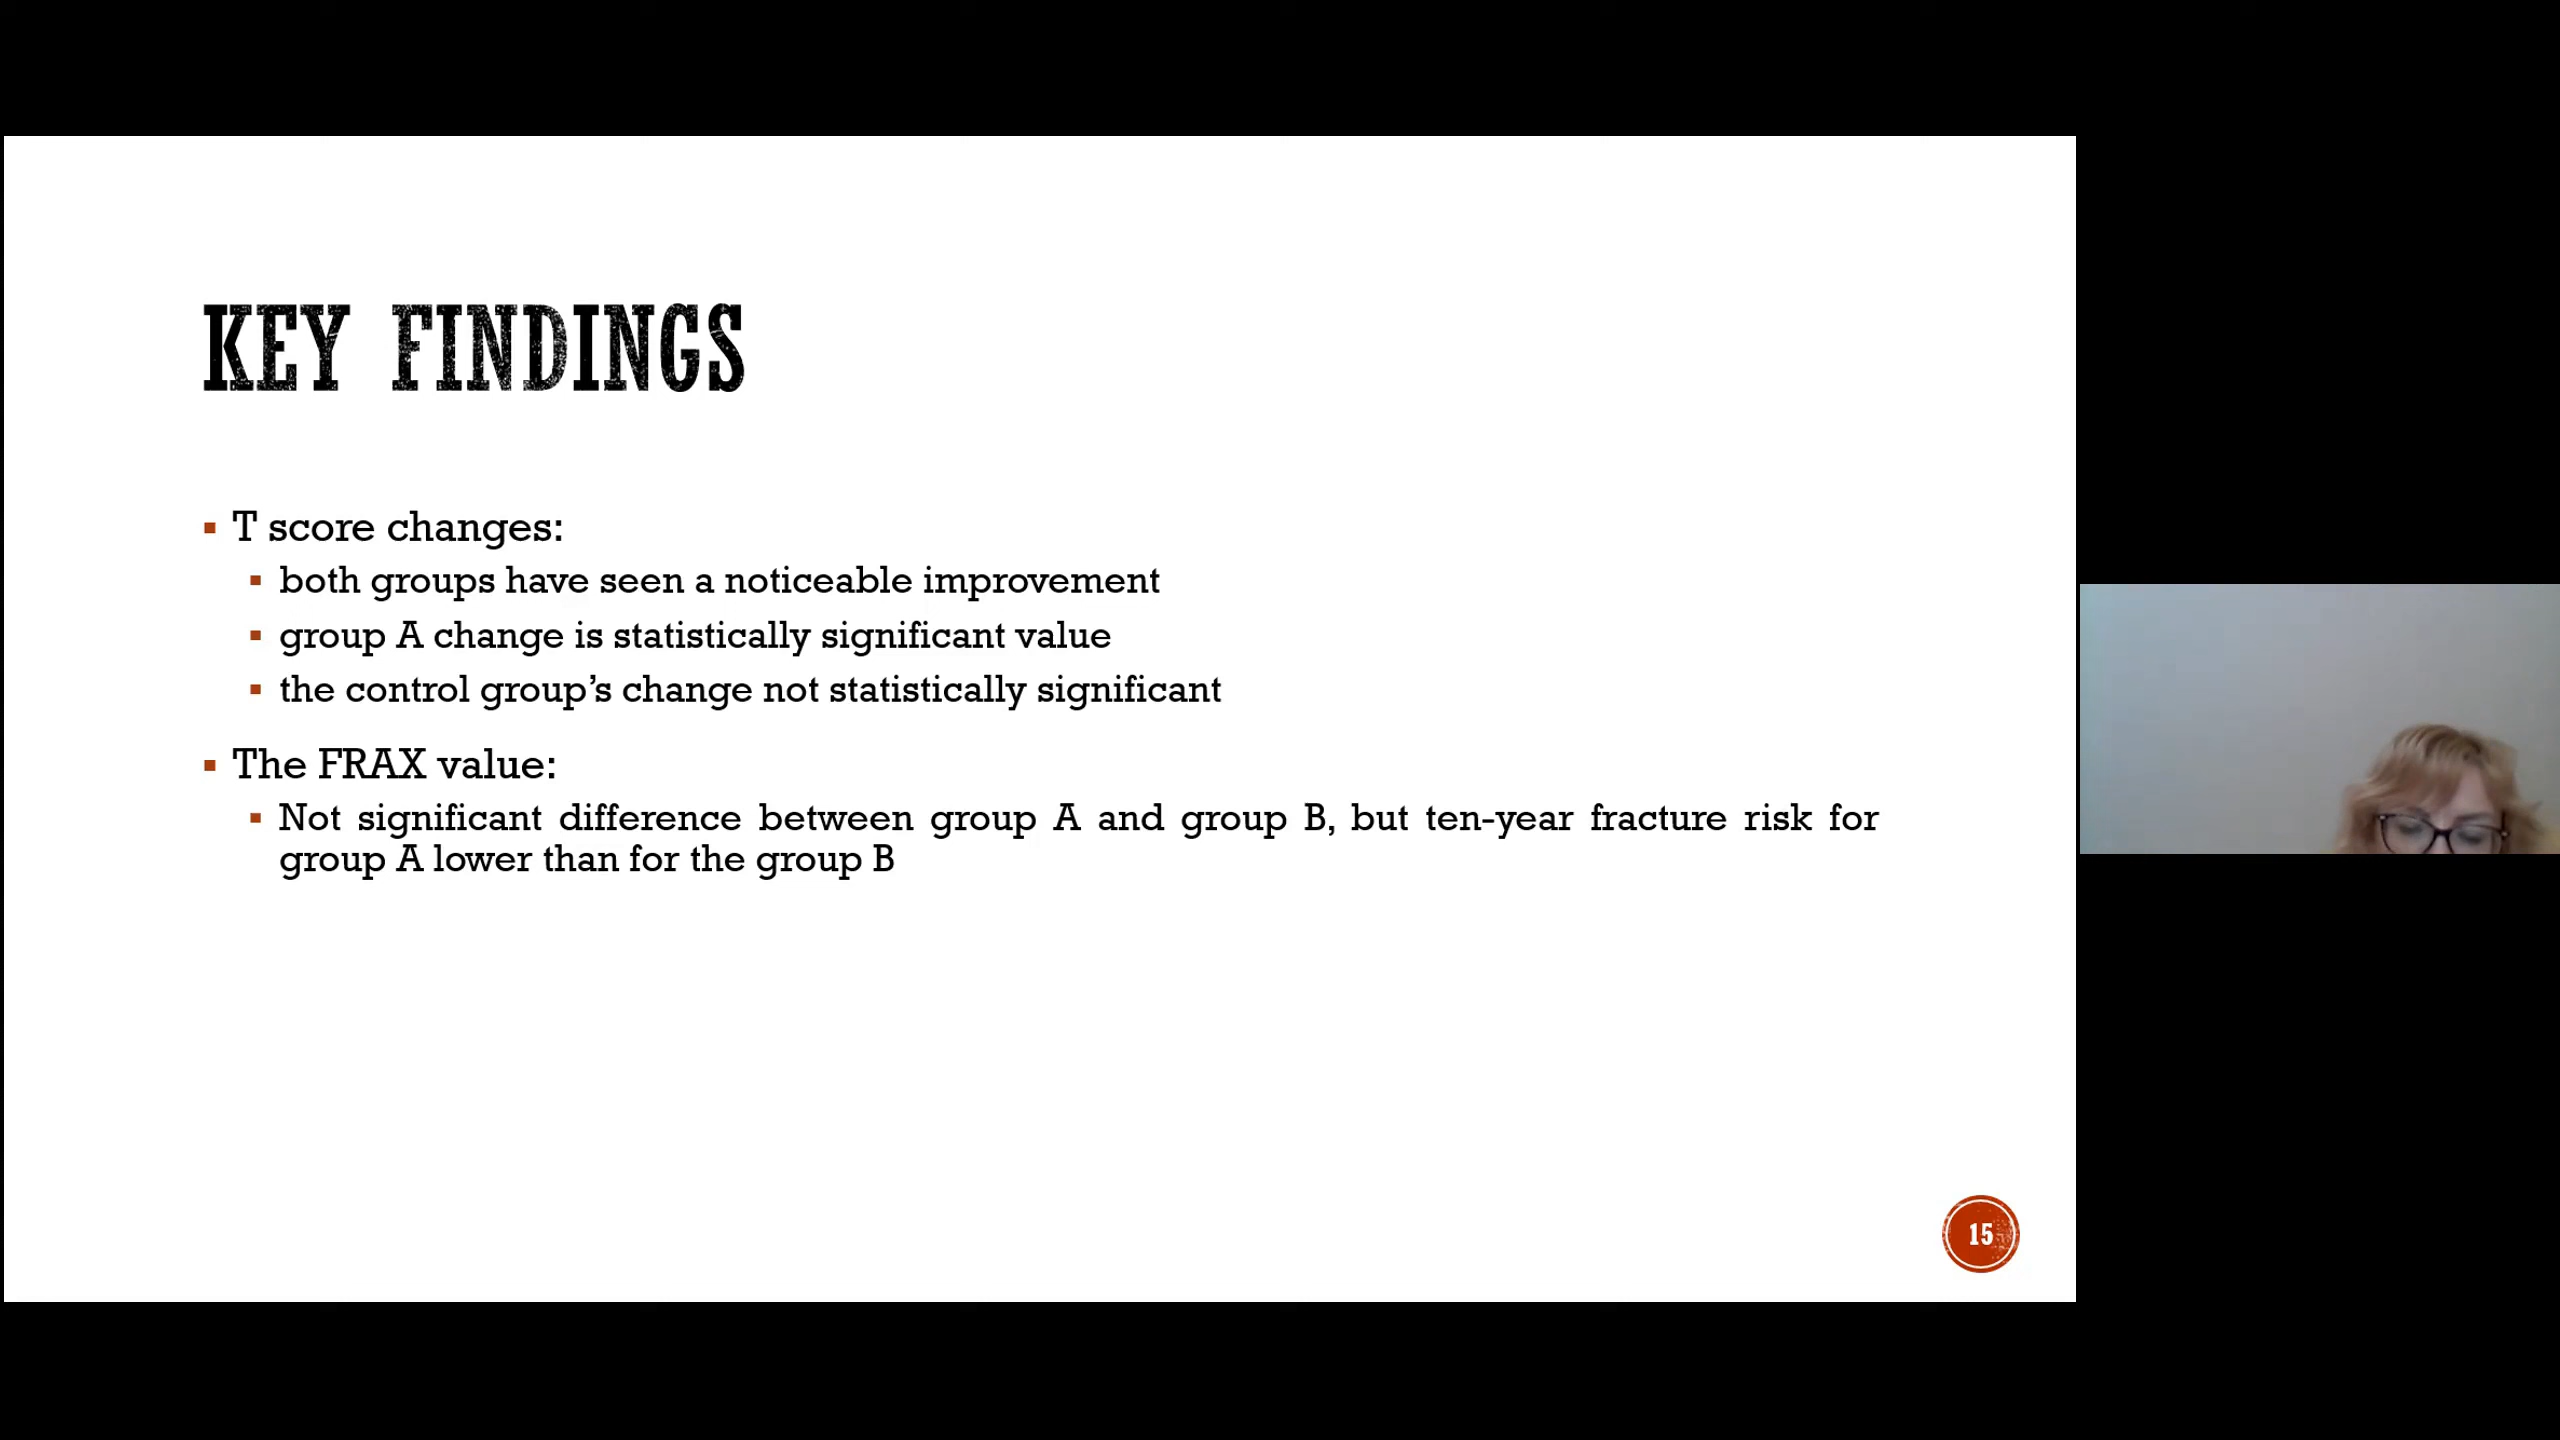 KEY FINDINGS
T score changes:
both groups have seen a noticeable improvement
group A change is statistically significant value
the control group’s change not statistically significant
The FRAX value:
Not significant difference between group A and group B, but ten-year fracture risk for
group A lower than for the group B
15